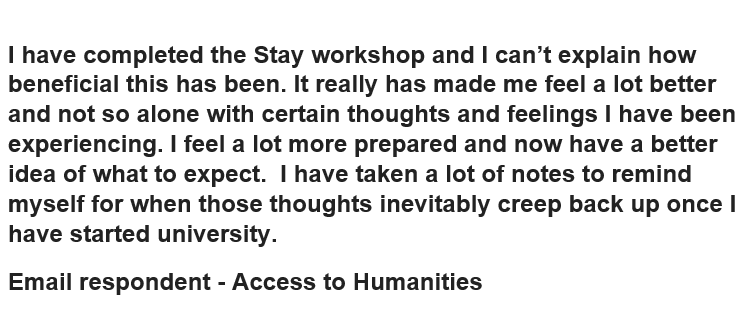 I have completed the Stay workshop and I can’t explain how
beneficial this has been. It really has made me feel a lot better
and not so alone with certain thoughts and feelings I have been
experiencing. I feel a lot more prepared and now have a better
idea of what to expect.  I have taken a lot of notes to remind
myself for when those thoughts inevitably creep back up once I
have started university.
Email respondent - Access to Humanities